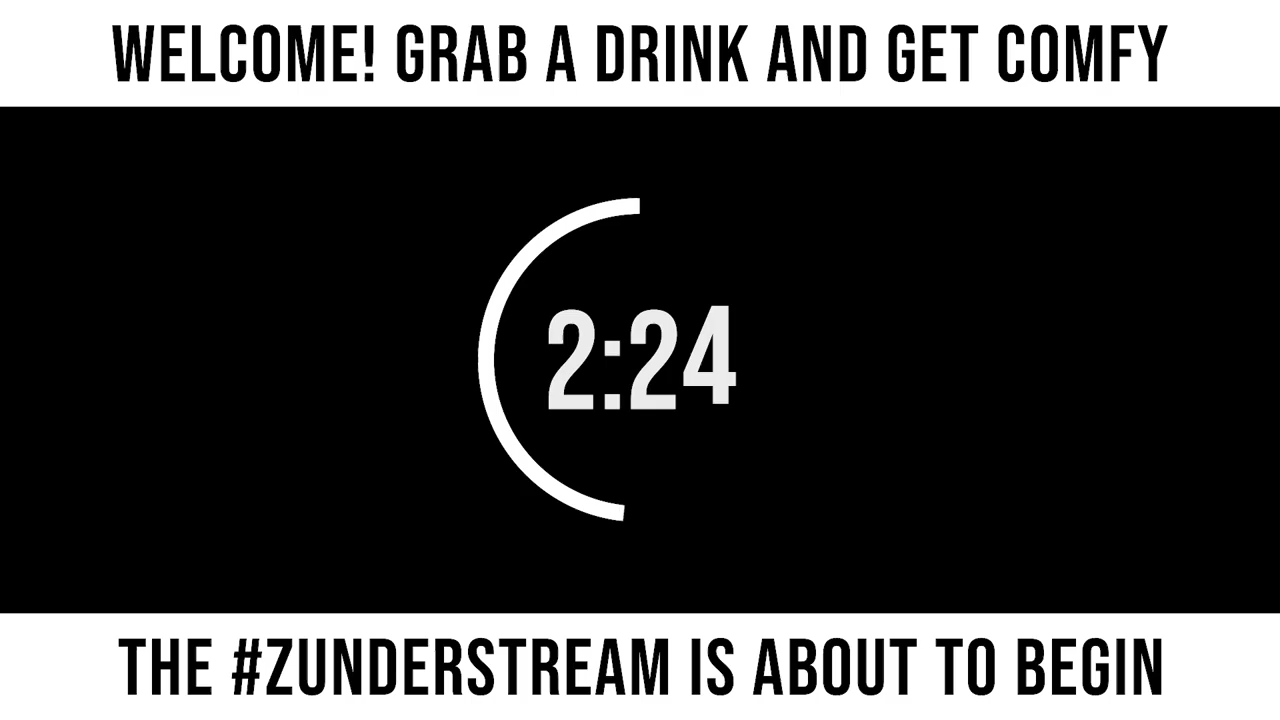 WELCOME! GRAB A DRINK AND GET COMFY
2:24
THE #ZUNDERSTREAM IS ABOUT TO BEGIN